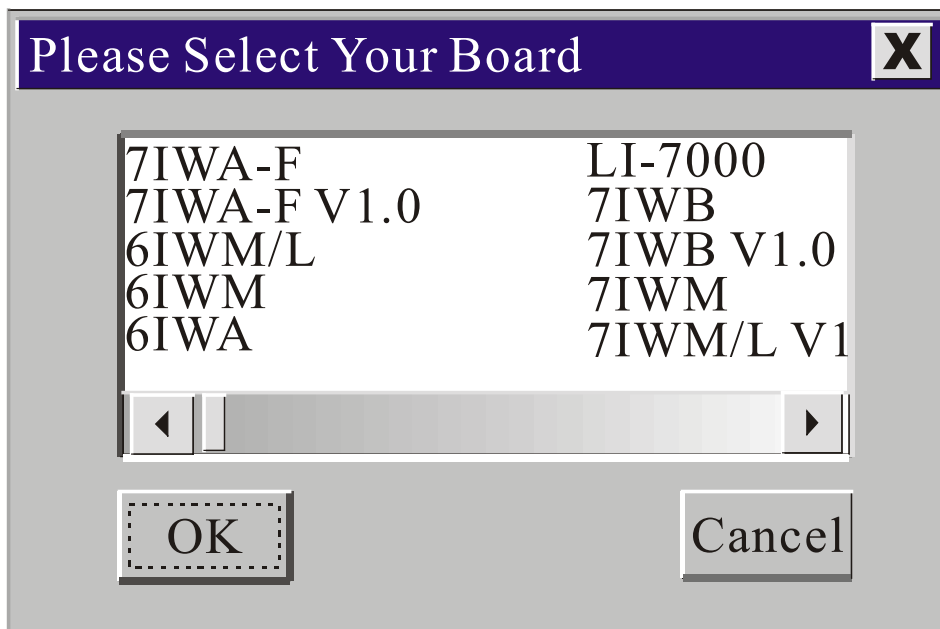 Please Select Your Board X
7IWA-F
7IWA-F V1.0
6IWM/L
6IWM
6IWA
LI-7000
7IWB
7IWB V1.0
7IWM
7IWM/L V1
OK
Cancel